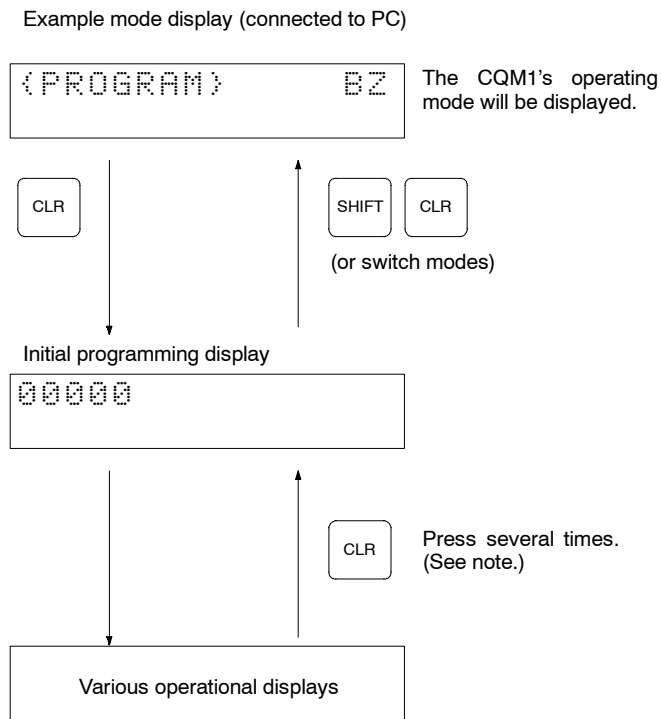 Example mode display (connected to PC)
<PROGRAM> BZ
The CQM1's operating
mode will be displayed.
CLR
SHIFT CLR
(or switch modes)
Initial programming display
00000
CLR
Press several times.
(See note.)
Various operational displays